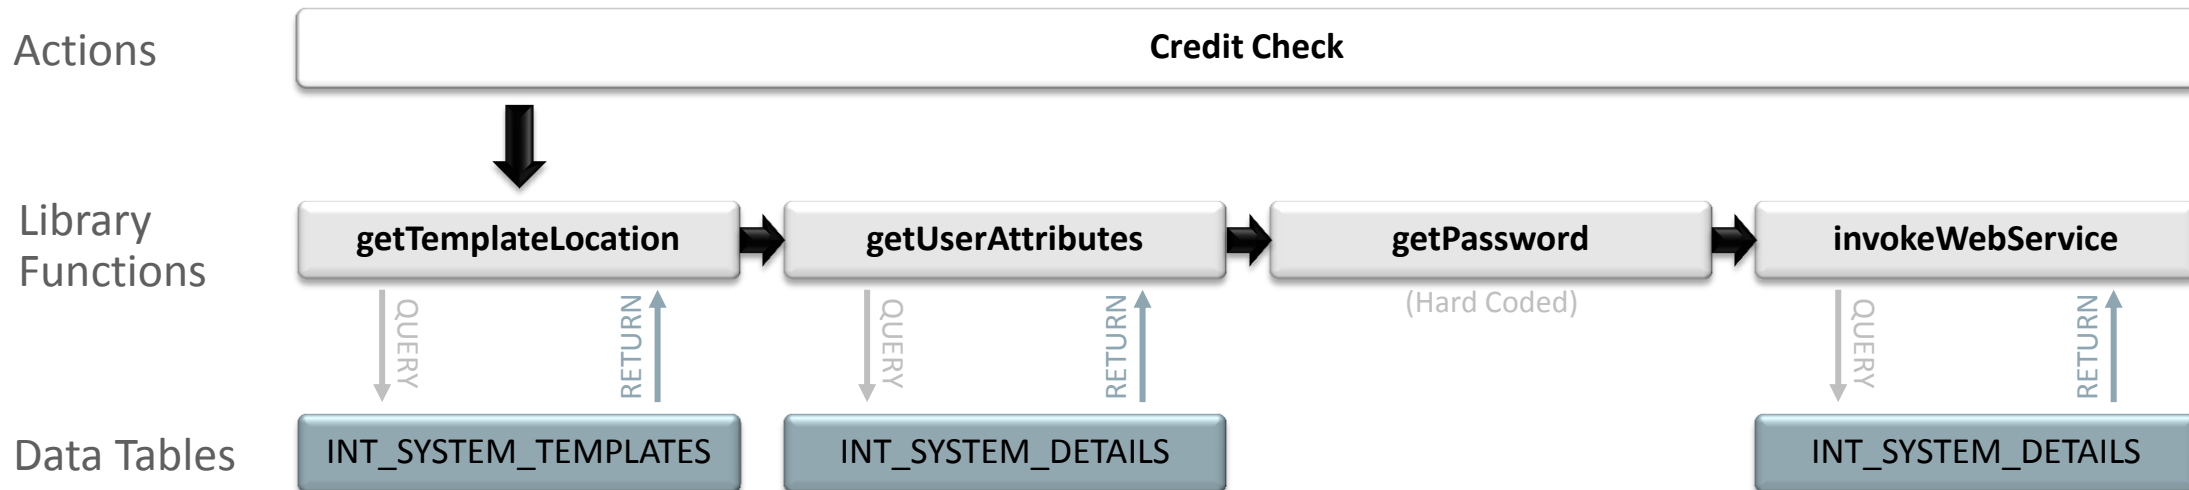 Actions
Credit Check
Library
Functions
getTemplateLocation
getUserAttributes
getPassword
invokeWebService
(Hard Coded)
QUERY
RETURN
QUERY
RETURN
QUERY
RETURN
Data Tables
INT_SYSTEM_TEMPLATES
INT_SYSTEM_DETAILS
INT_SYSTEM_DETAILS